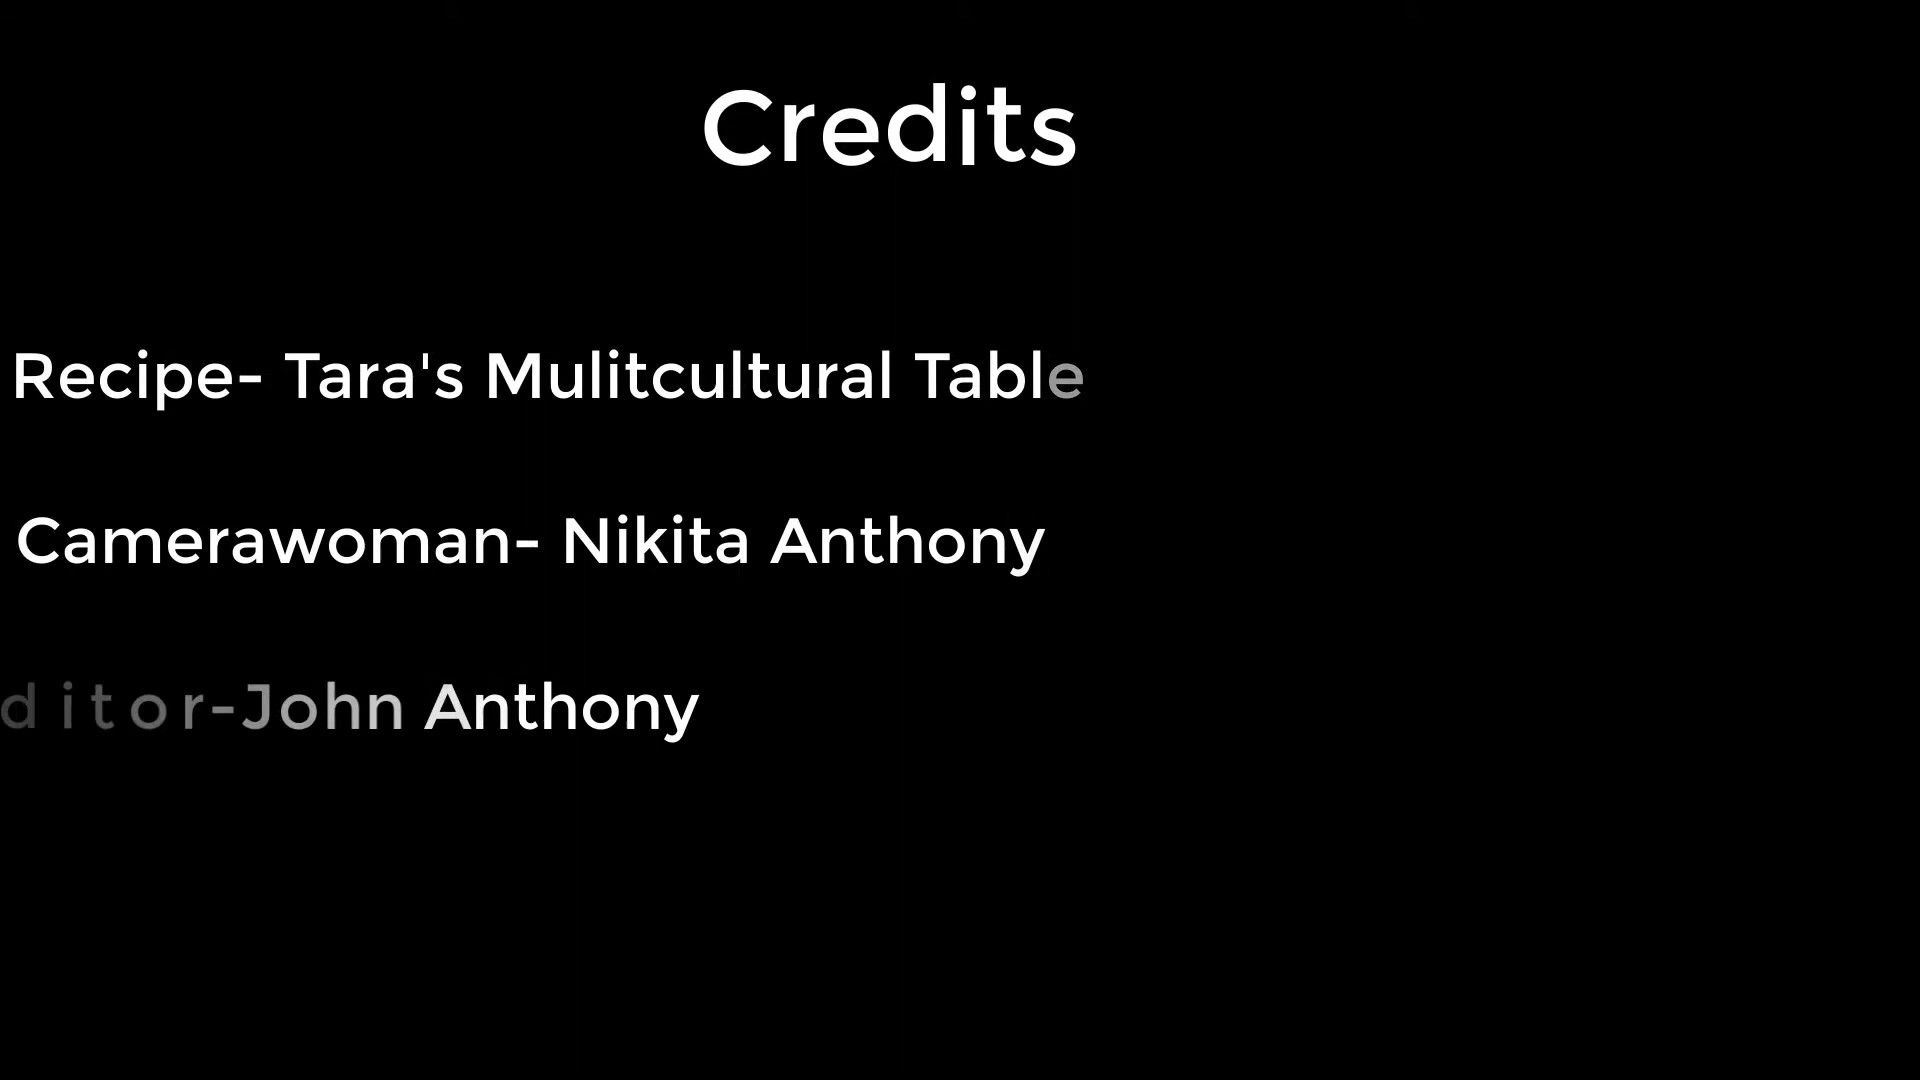 Credits
Recipe- Tara's Mulitcultural Table
Camerawoman- Nikita Anthony
ditor-John Anthony